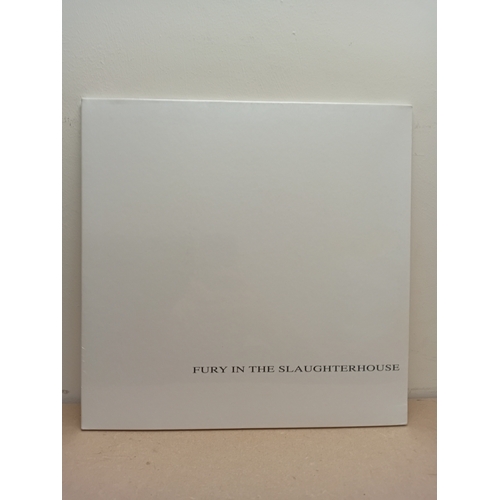 FURY IN THE SLAUGHTERHOUSE